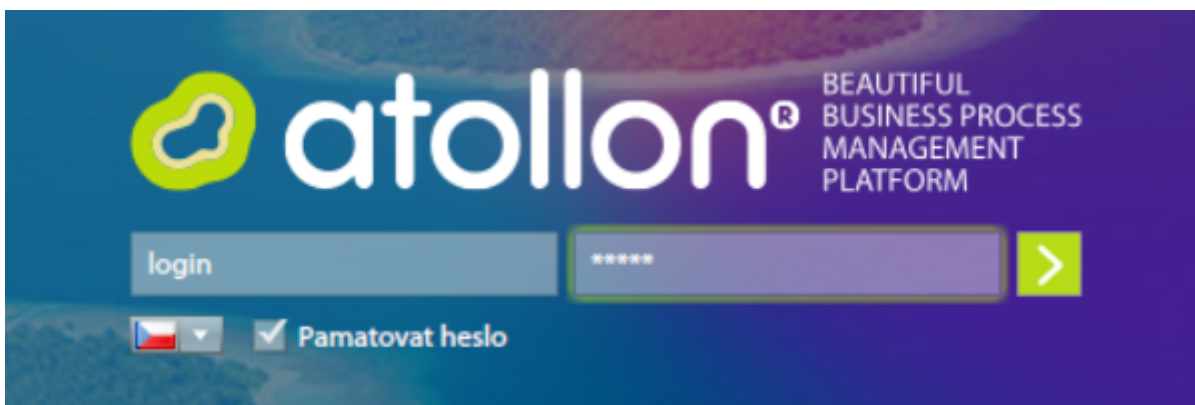 atollon®
BEAUTIFUL
BUSINESS PROCESS
MANAGEMENT
PLATFORM
login
*****
Pamatovat heslo